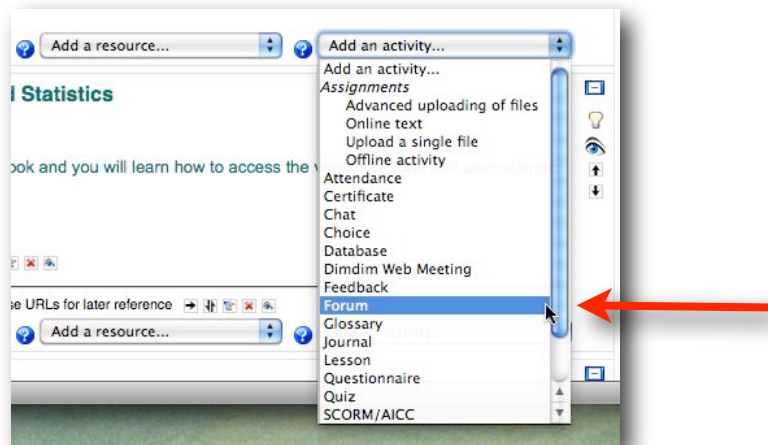 Add a resource... Add an activity...
Add an activity...
d Statistics
Assignments
Advanced uploading of files
Online text
Upload a single file
Offline activity
ook and you will learn how to access the
Attendance
Certificate
Chat
Choice
Database
Dimdim Web Meeting
Feedback
se URLs for later reference
Forum
Glossary
Add a resource...
Journal
Lesson
Questionnaire
Quiz
SCORM/AICC